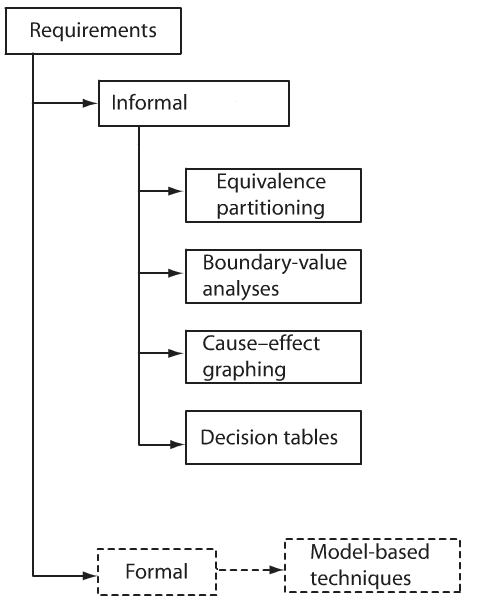 Requirements
Informal
Equivalence
partitioning
Boundary-value
analyses
Cause–effect
graphing
Decision tables
Formal
Model-based
techniques